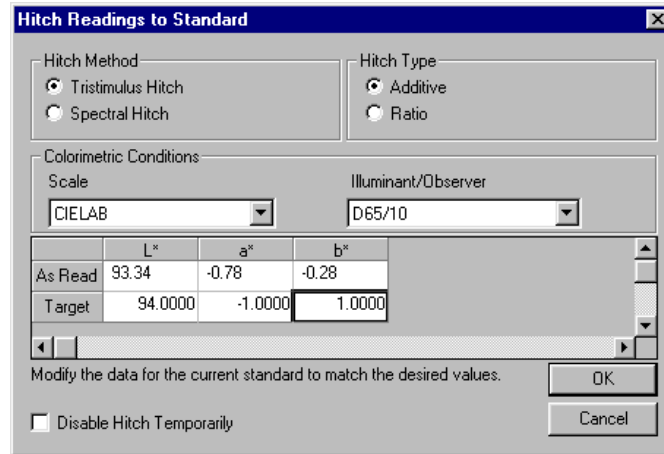 Hitch Readings to Standard
Hitch Method
Tristimulus Hitch
Spectral Hitch
Hitch Type
Additive
Ratio
Colorimetric Conditions
Scale
CIELAB
Illuminant/Observer
D65/10
L* a* b*
As Read 93.34 -0.78 -0.28
Target 94.0000 -1.0000 1.0000
Modify the data for the current standard to match the desired values.
OK
Disable Hitch Temporarily
Cancel